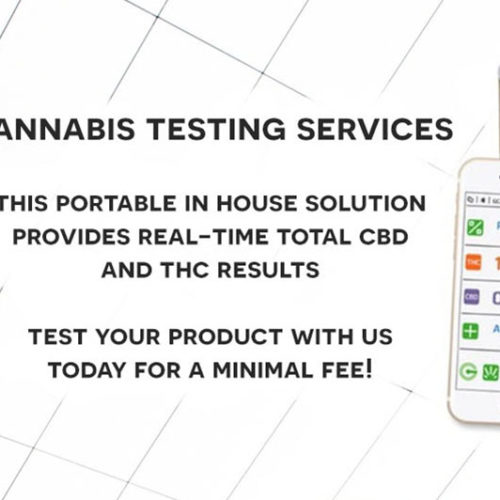 ANNABIS TESTING SERVICES
THIS PORTABLE IN HOUSE SOLUTION
PROVIDES REAL-TIME TOTAL CBD
AND THC RESULTS
TEST YOUR PRODUCT WITH US
TODAY FOR A MINIMAL FEE!
THC
CBD